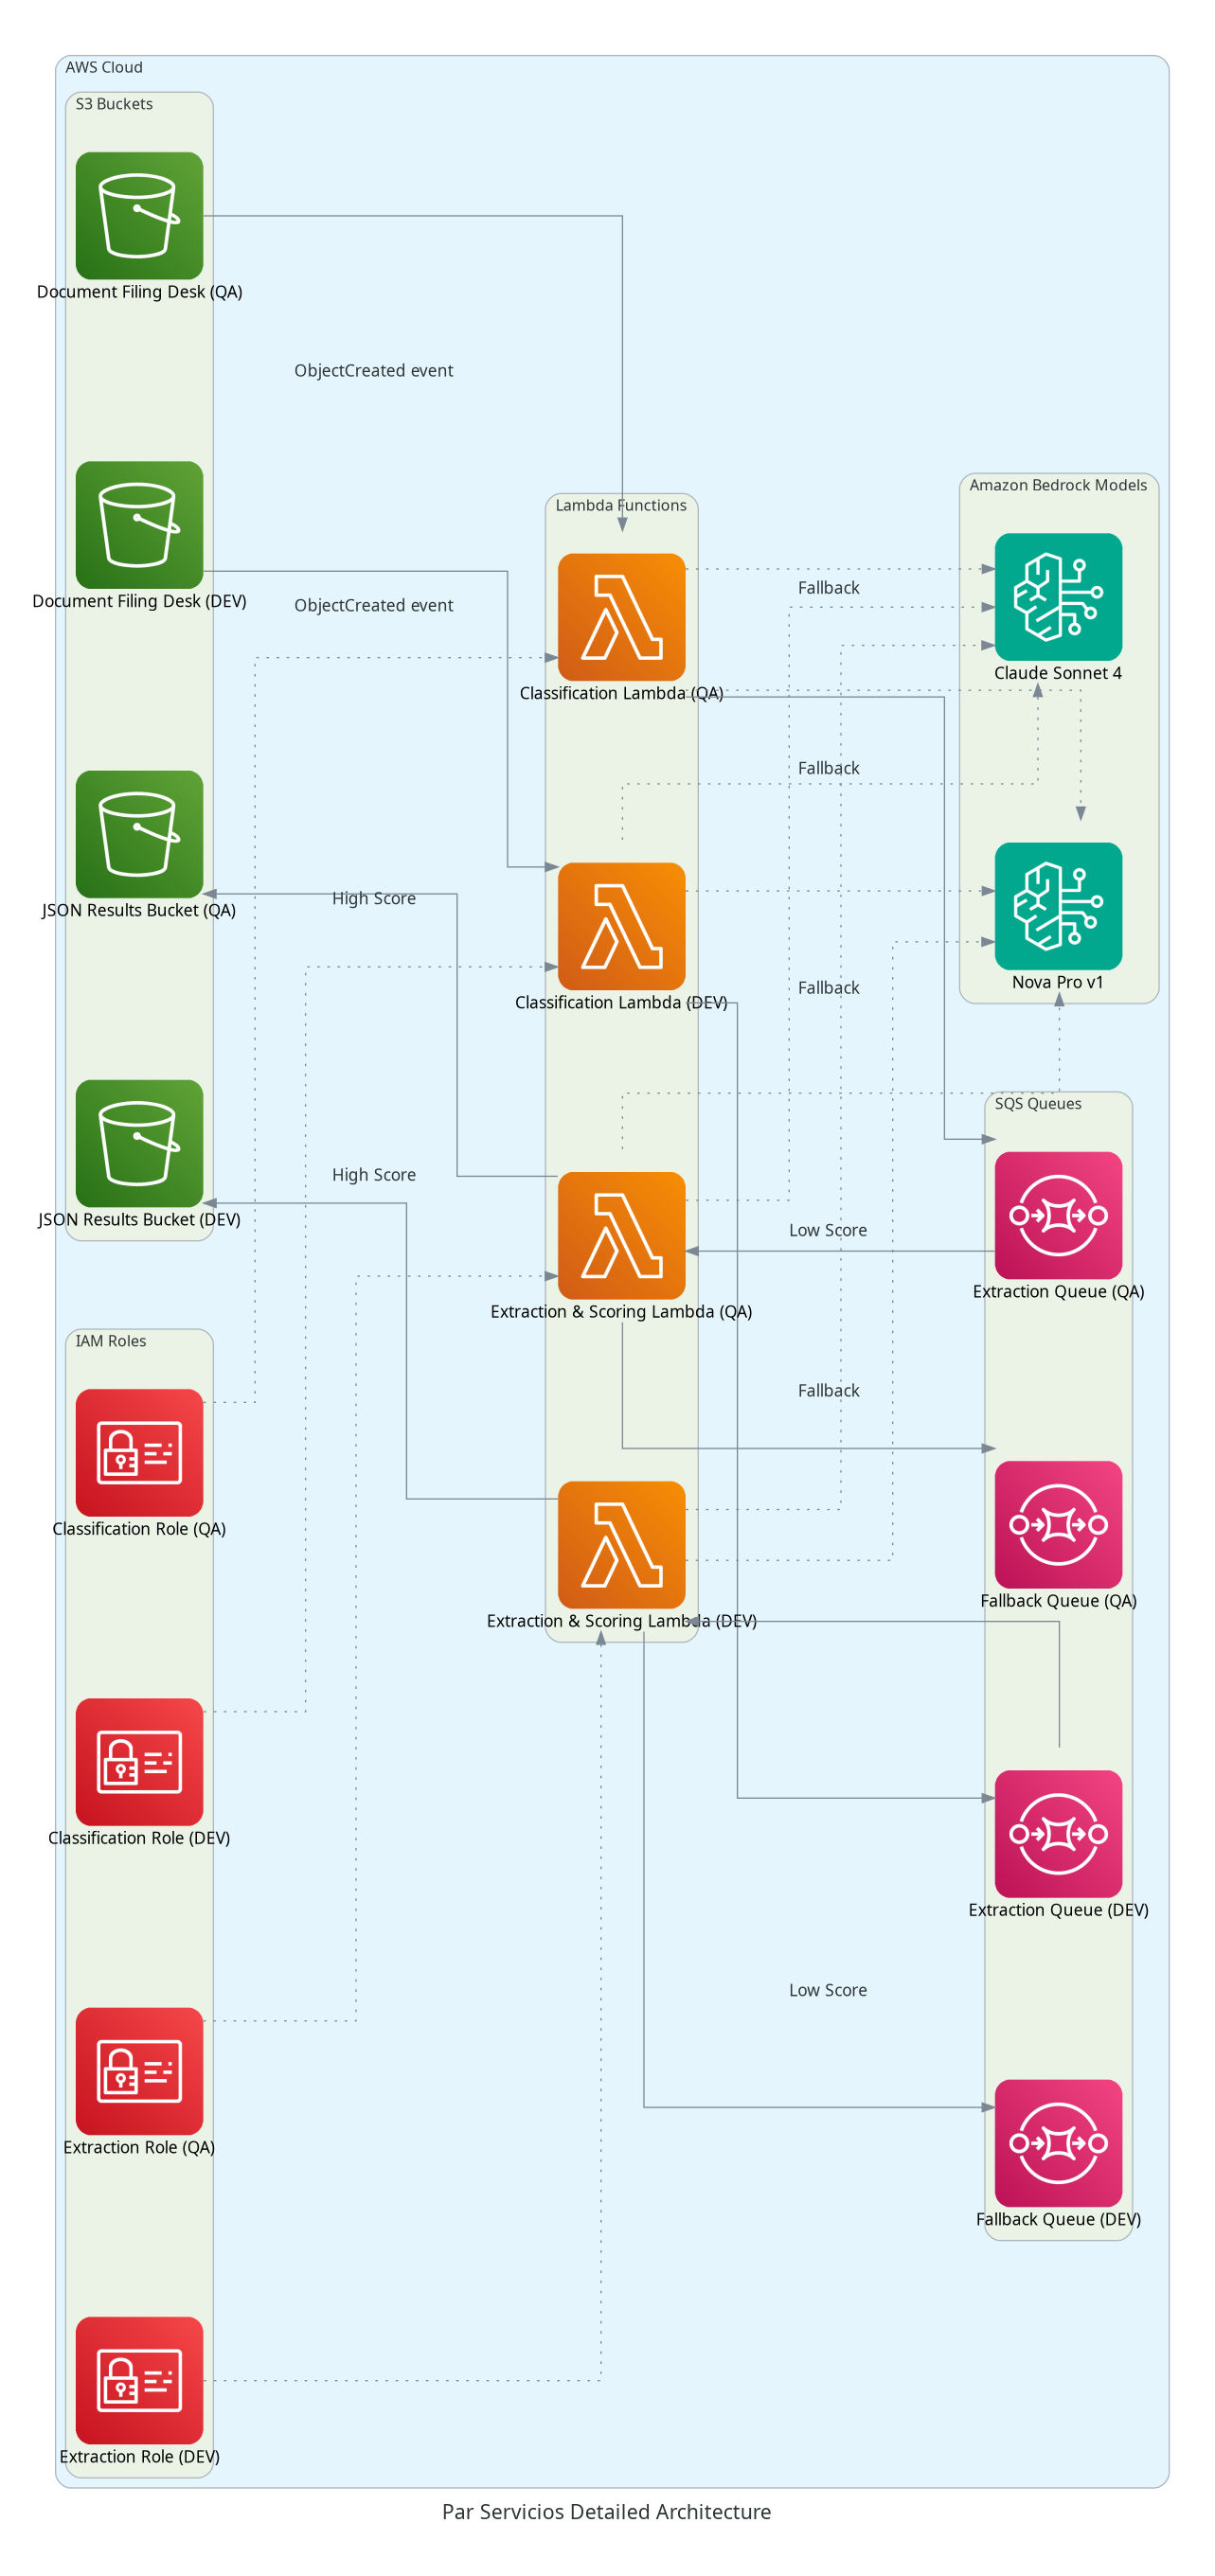 AWS Cloud
S3 Buckets
Document Filing Desk (QA)
ObjectCreated event
Document Filing Desk (DEV)
ObjectCreated event
JSON Results Bucket (QA)
High Score
JSON Results Bucket (DEV)
High Score
IAM Roles
Classification Role (QA)
Classification Role (DEV)
Extraction Role (QA)
Extraction Role (DEV)
Lambda Functions
Classification Lambda (QA)
Classification Lambda (DEV)
Extraction & Scoring Lambda (QA)
Extraction & Scoring Lambda (DEV)
Fallback
Fallback
Fallback
Low Score
Fallback
Low Score
Amazon Bedrock Models
Claude Sonnet 4
Nova Pro v1
SQS Queues
Extraction Queue (QA)
Fallback Queue (QA)
Extraction Queue (DEV)
Fallback Queue (DEV)
Par Servicios Detailed Architecture